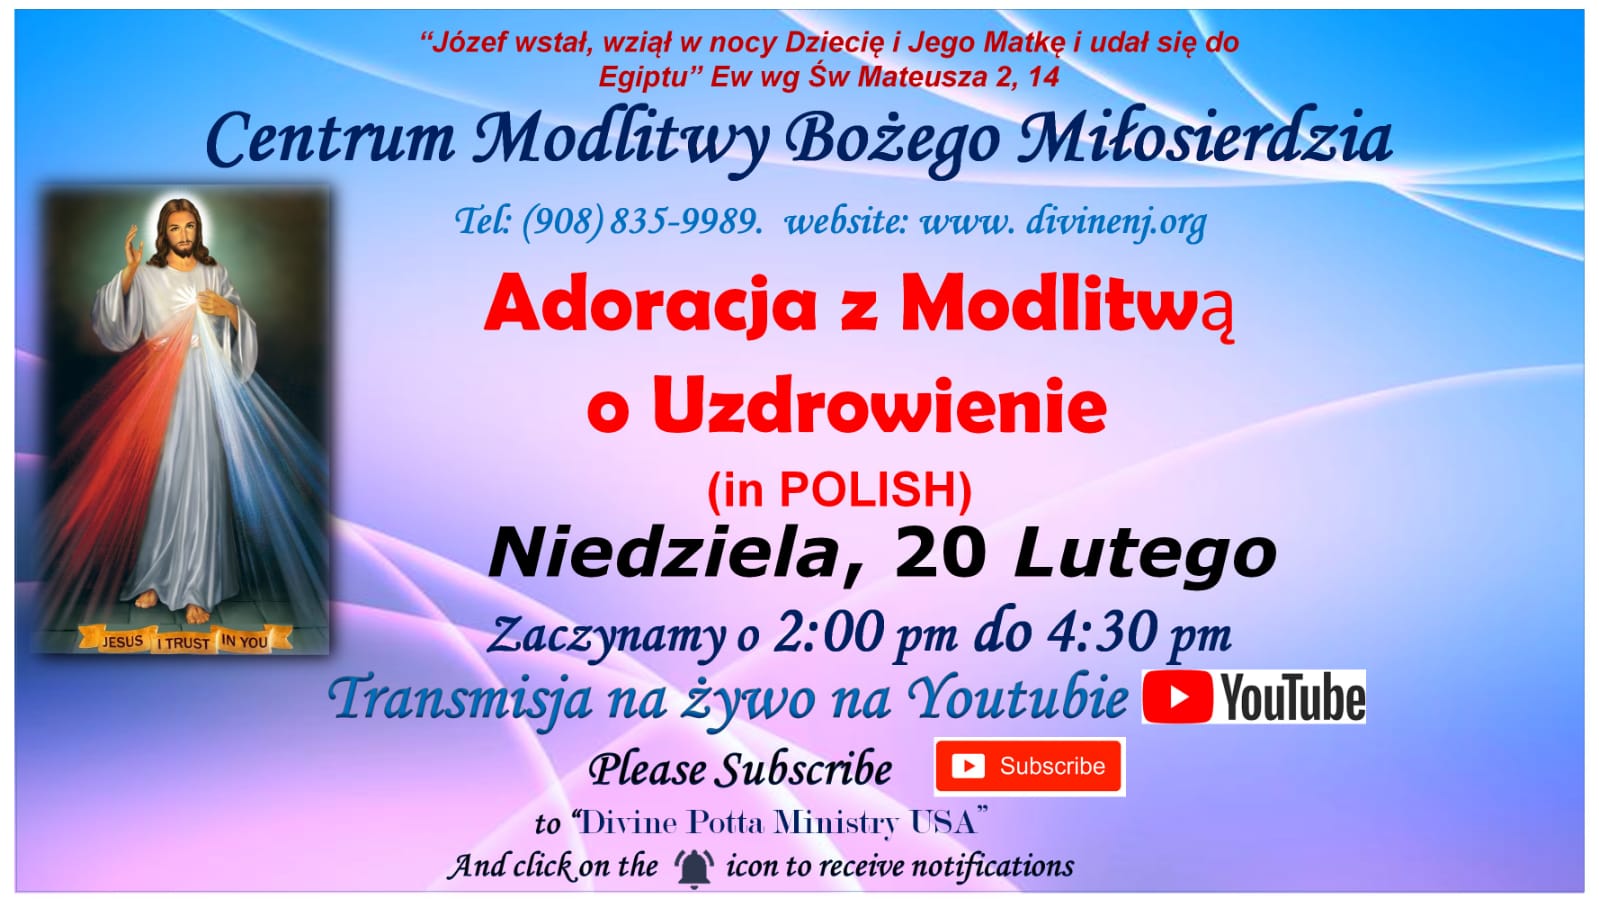 “Józef wstał, wziął w nocy Dziecię i Jego Matkę i udał się do
Egiptu” Ew wg Św Mateusza 2, 14
Centrum Modlitwy Bożego Miłosierdzia
Tel: (908) 835-9989. website: www. divinenj.org
Adoracja z Modlitwą
o Uzdrowienie
(in POLISH)
Niedziela, 20 Lutego
Zaczynamy o 2:00 pm do 4:30 pm
Transmisja na żywo na Youtubie YouTube
Please Subscribe Subscribe
to “Divine Potta Ministry USA”
And click on the icon to receive notifications
JESUS I TRUST IN YOU